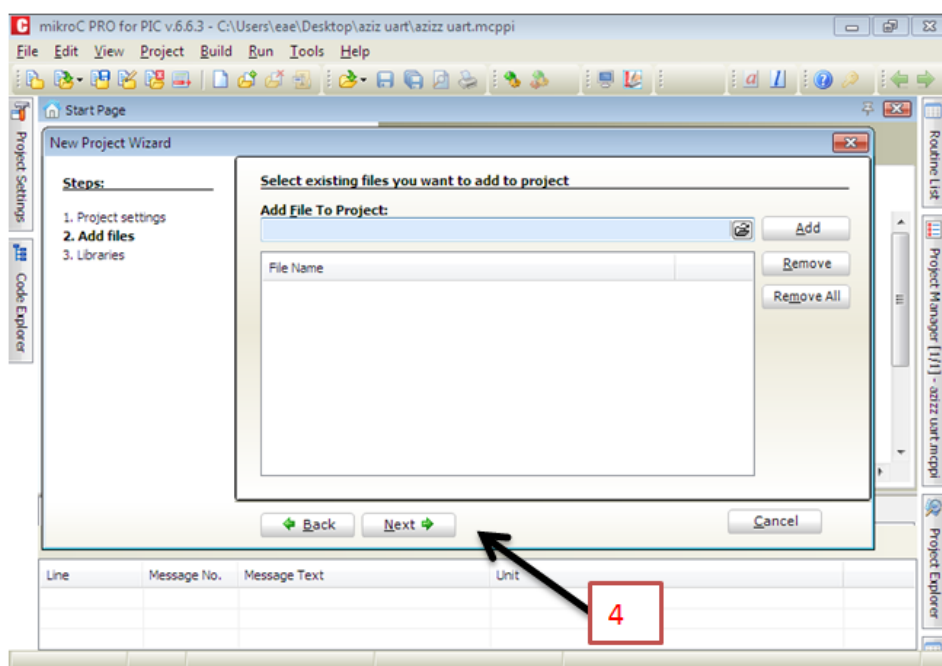 mikroC PRO for PIC v.6.6.3 - C:\Users\eae\Desktop\aziz uart\azizz uart.mcppi
File Edit View Project Build Run Tools Help
Start Page
New Project Wizard
Steps:
1. Project settings
2. Add files
3. Libraries
Select existing files you want to add to project
Add File To Project:
Add
File Name
Remove
Remove All
Back Next Cancel
Line Message No. Message Text Unit
4
Project Settings
Code Explorer
Routine List
Project Manager [1/1] - azizz uart.mcppi
Project Explorer